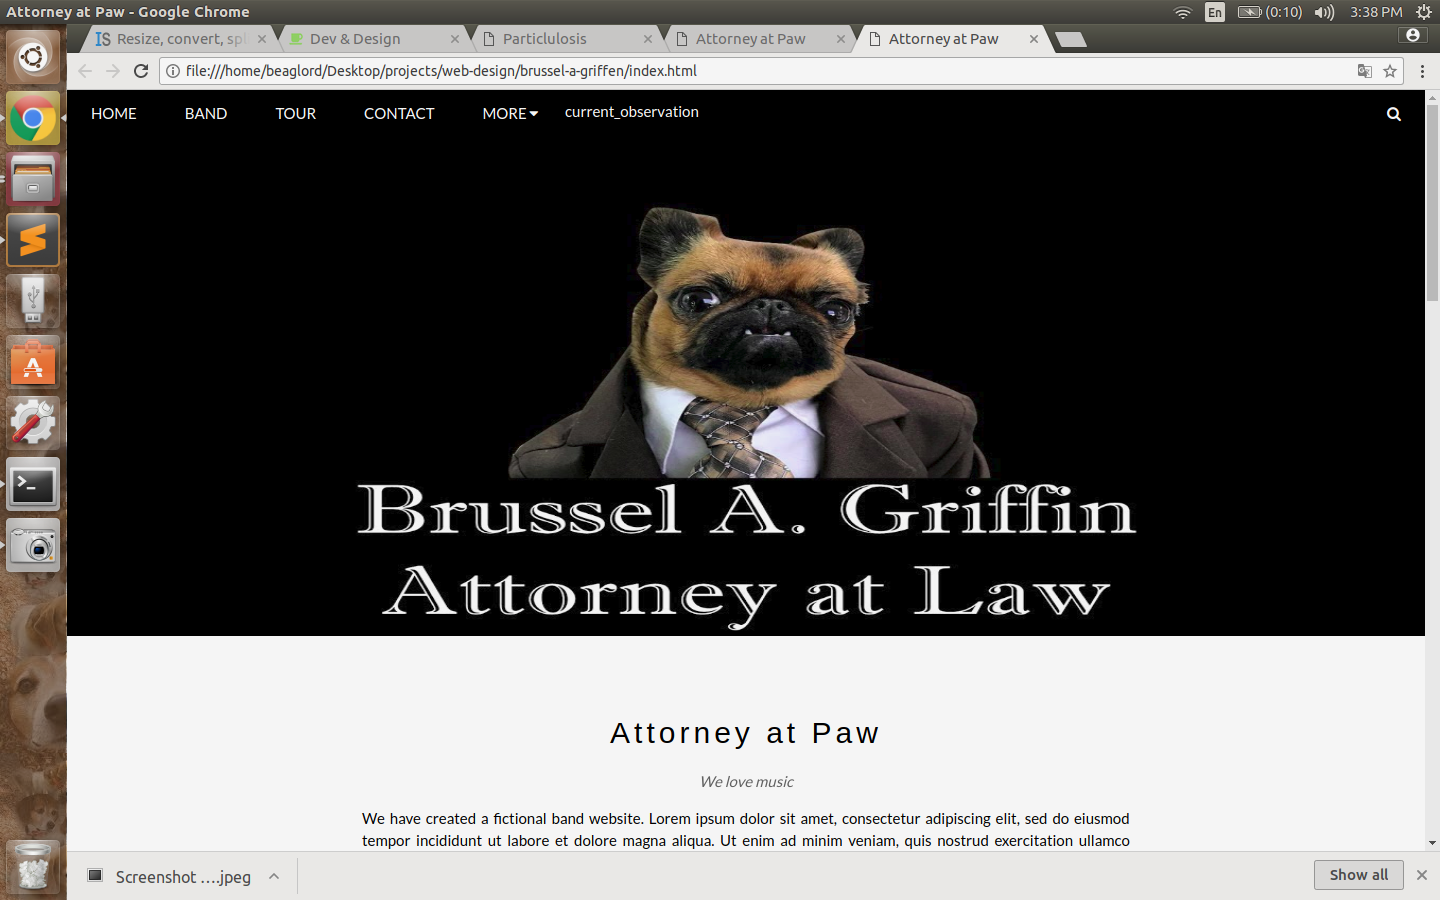 Attorney at Paw - Google Chrome
En
(0:10)
3:38 PM
Resize, convert, spl
Dev & Design
Particlulosis
Attorney at Paw
Attorney at Paw
file:///home/beaglord/Desktop/projects/web-design/brussel-a-griffen/index.html
HOME
BAND
TOUR
CONTACT
MORE
current_observation
Brussel A. Griffin
Attorney at Law
Attorney at Paw
We love music
We have created a fictional band website. Lorem ipsum dolor sit amet, consectetur adipiscing elit, sed do eiusmod
tempor incididunt ut labore et dolore magna aliqua. Ut enim ad minim veniam, quis nostrud exercitation ullamco
Screenshot ....jpeg
Show all